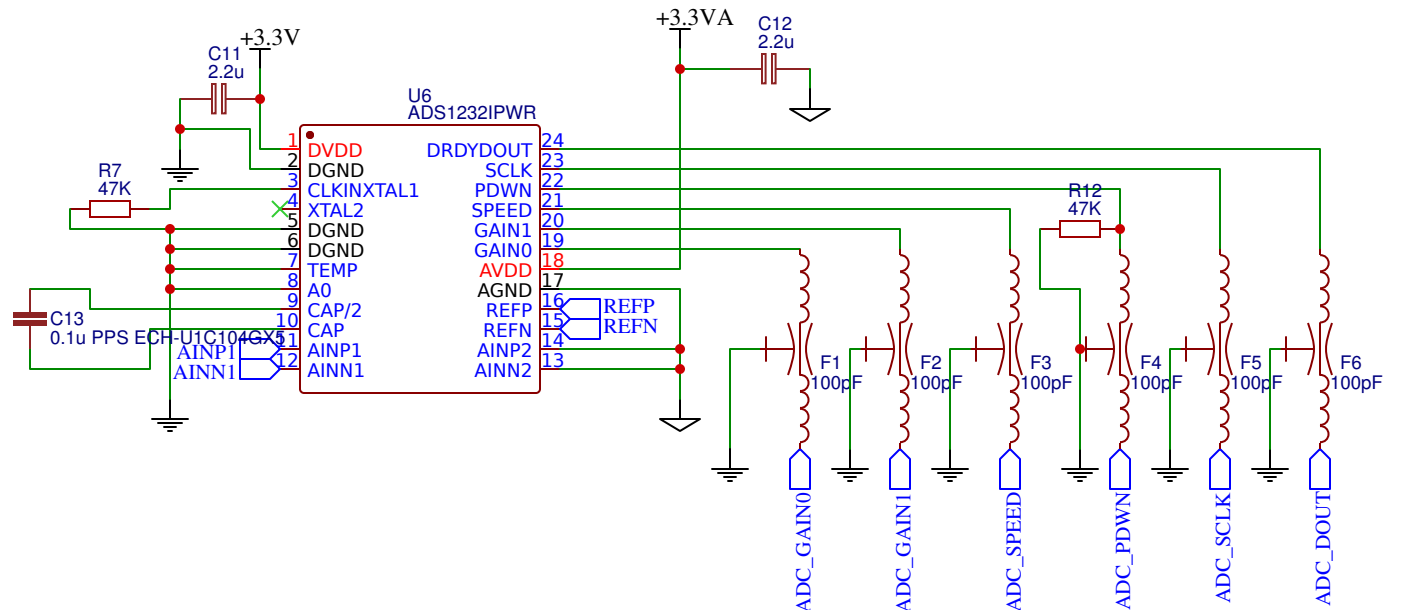 +3.3VA
C12
2.2u
+3.3V
C11
2.2u
U6
ADS1232IPWR
1
DVDD
2
DGND
3
CLKINXTAL1
4
XTAL2
5
DGND
6
DGND
7
TEMP
8
A0
9
CAP/2
10
CAP
11
AINP1
12
AINN1
24
DRDYDOUT
23
SCLK
22
PDWN
21
SPEED
20
GAIN1
19
GAIN0
18
AVDD
17
AGND
16
REFP
15
REFN
14
AINP2
13
AINN2
R7
47K
C13
0.1u PPS ECH-U1C104GX5
AINP1
AINN1
REFP
REFN
R12
47K
F1
100pF
F2
100pF
F3
100pF
F4
100pF
F5
100pF
F6
100pF
ADC_GAIN0
ADC_GAIN1
ADC_SPEED
ADC_PDWN
ADC_SCLK
ADC_DOUT